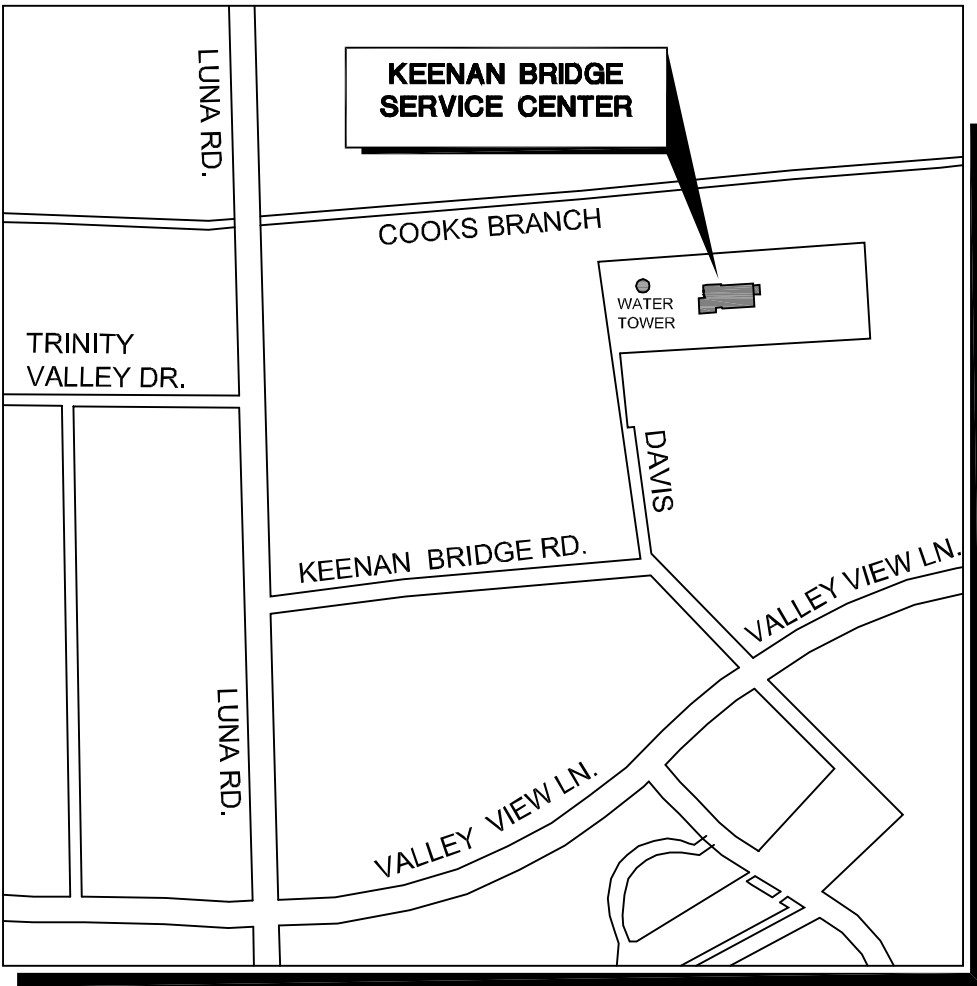 LUNA RD.
KEENAN BRIDGE
SERVICE CENTER
COOKS BRANCH
WATER
TOWER
TRINITY
VALLEY DR.
DAVIS
KEENAN BRIDGE RD.
VALLEY VIEW LN.
LUNA RD.
VALLEY VIEW LN.